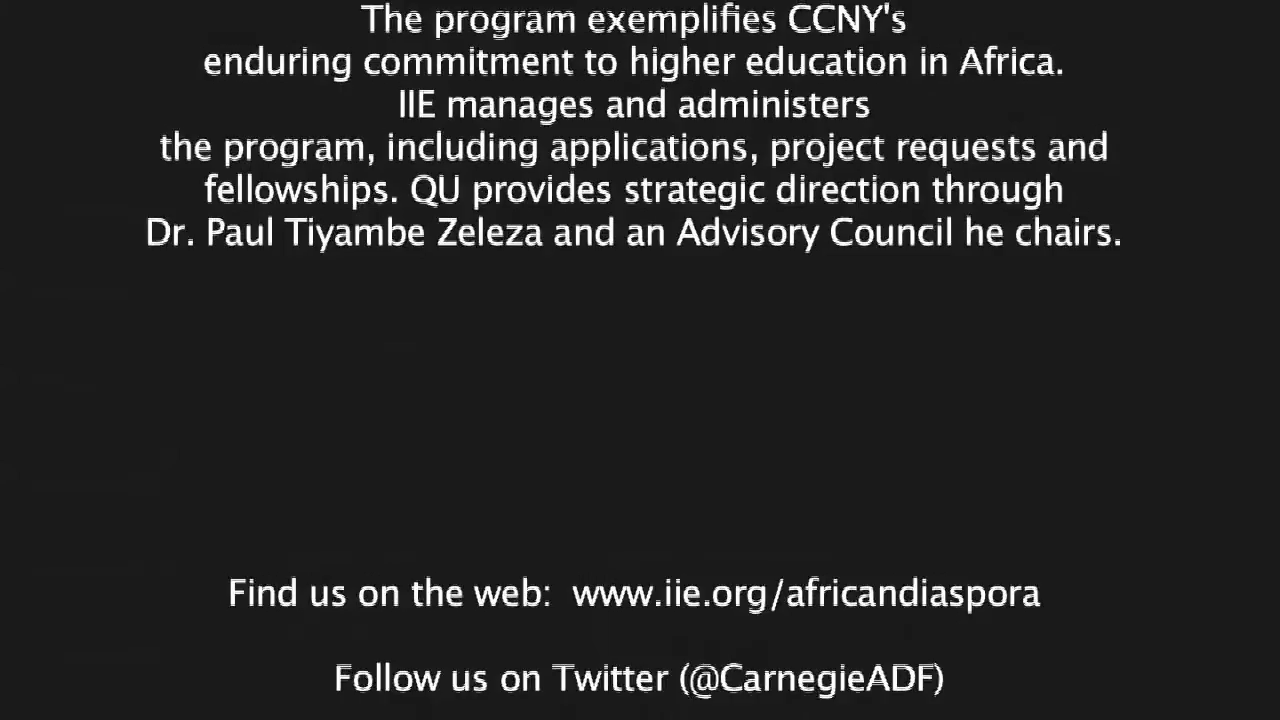 The program exemplifies CCNY's
enduring commitment to higher education in Africa.
IIE manages and administers
the program, including applications, project requests and
fellowships. QU provides strategic direction through
Dr. Paul Tiyambe Zeleza and an Advisory Council he chairs.
Find us on the web:  www.iie.org/africandiaspora
Follow us on Twitter (@CarnegieADF)